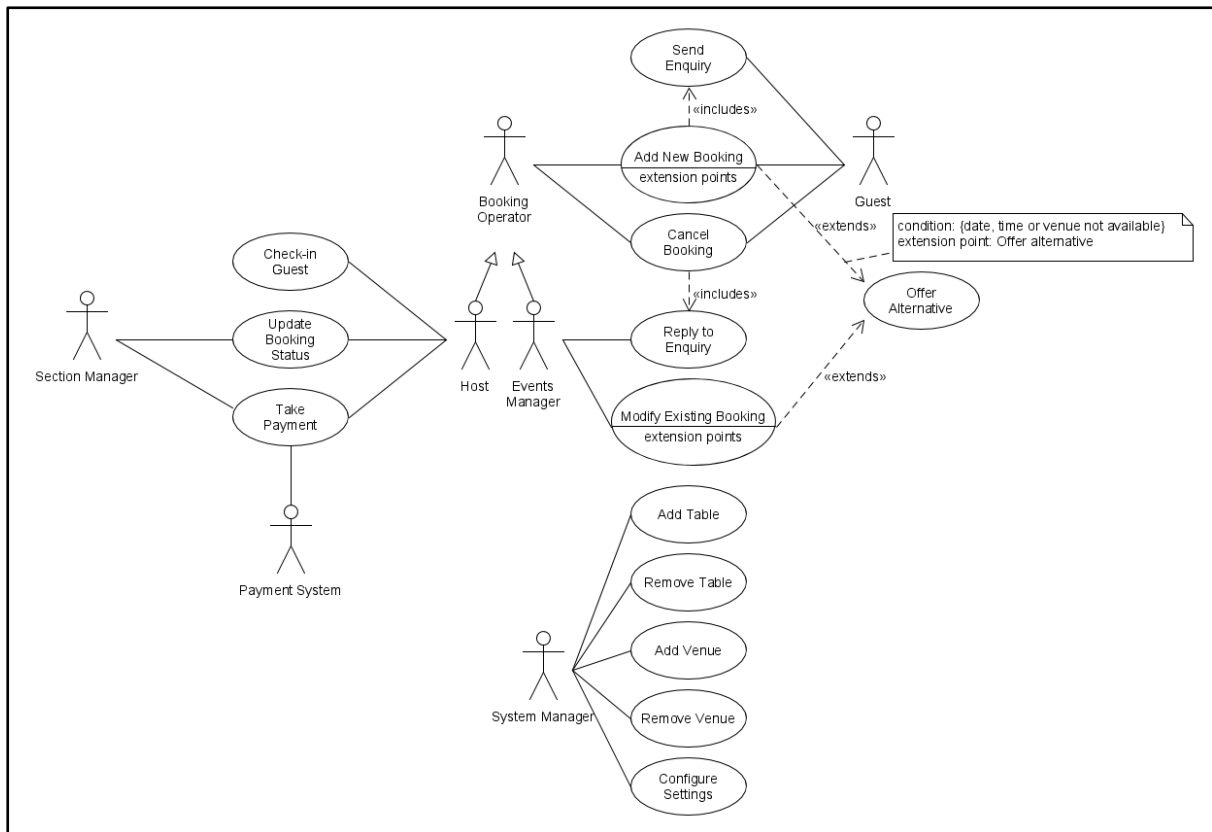 Send
Enquiry
«includes»
Add New Booking
extension points
Booking
Operator
Guest
«extends»
condition: {date, time or venue not available}
extension point: Offer alternative
Cancel
Booking
Check-in
Guest
«includes»
Offer
Alternative
Update
Booking
Status
Reply to
Enquiry
Section Manager
Host
Events
Manager
«extends»
Take
Payment
Modify Existing Booking
extension points
Add Table
Payment System
Remove Table
Add Venue
System Manager
Remove Venue
Configure
Settings